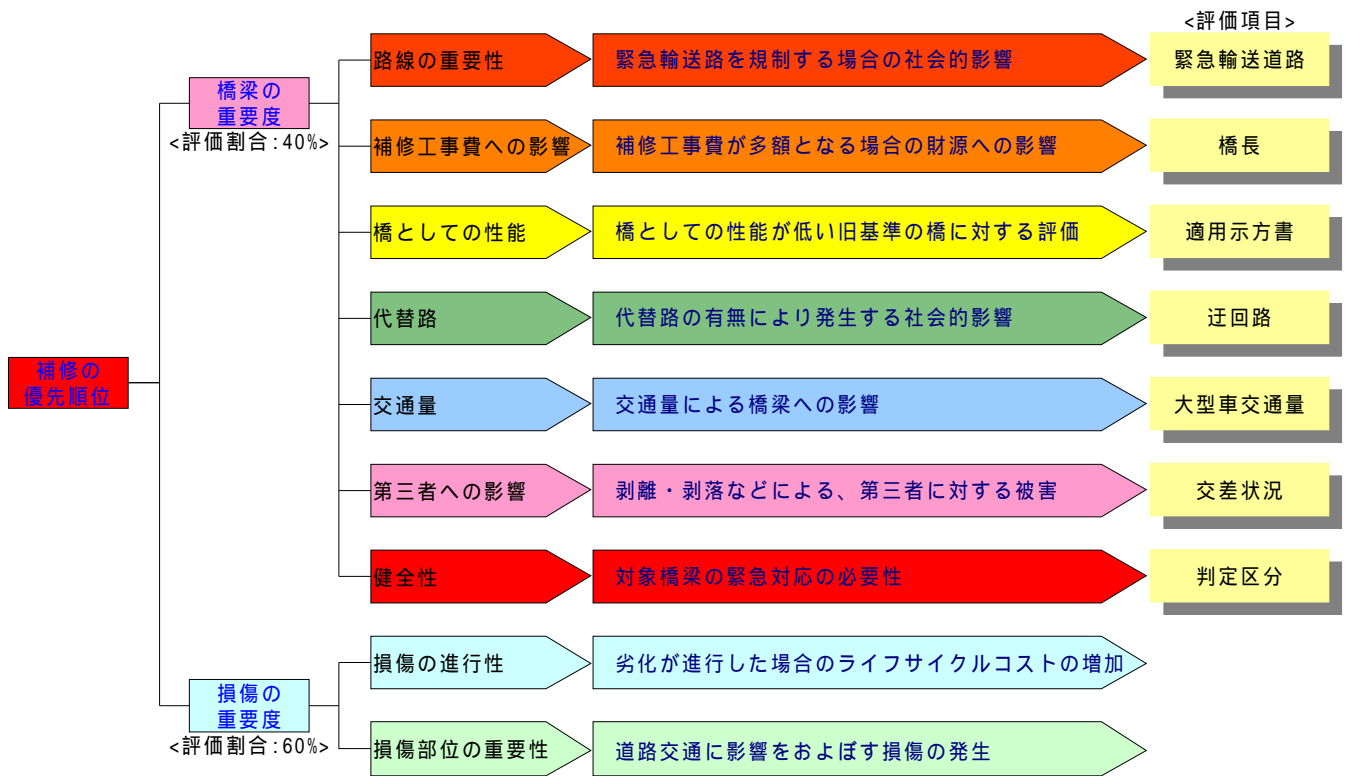 <評価項目>
路線の重要性
緊急輸送路を規制する場合の社会的影響
緊急輸送道路
橋梁の
重要度
<評価割合:40%>
補修工事費への影響
補修工事費が多額となる場合の財源への影響
橋長
橋としての性能
橋としての性能が低い旧基準の橋に対する評価
適用示方書
代替路
代替路の有無により発生する社会的影響
迂回路
補修の
優先順位
交通量
交通量による橋梁への影響
大型車交通量
第三者への影響
剥離・剥落などによる、第三者に対する被害
交差状況
健全性
対象橋梁の緊急対応の必要性
判定区分
損傷の進行性
劣化が進行した場合のライフサイクルコストの増加
損傷の
重要度
<評価割合:60%>
損傷部位の重要性
道路交通に影響をおよぼす損傷の発生